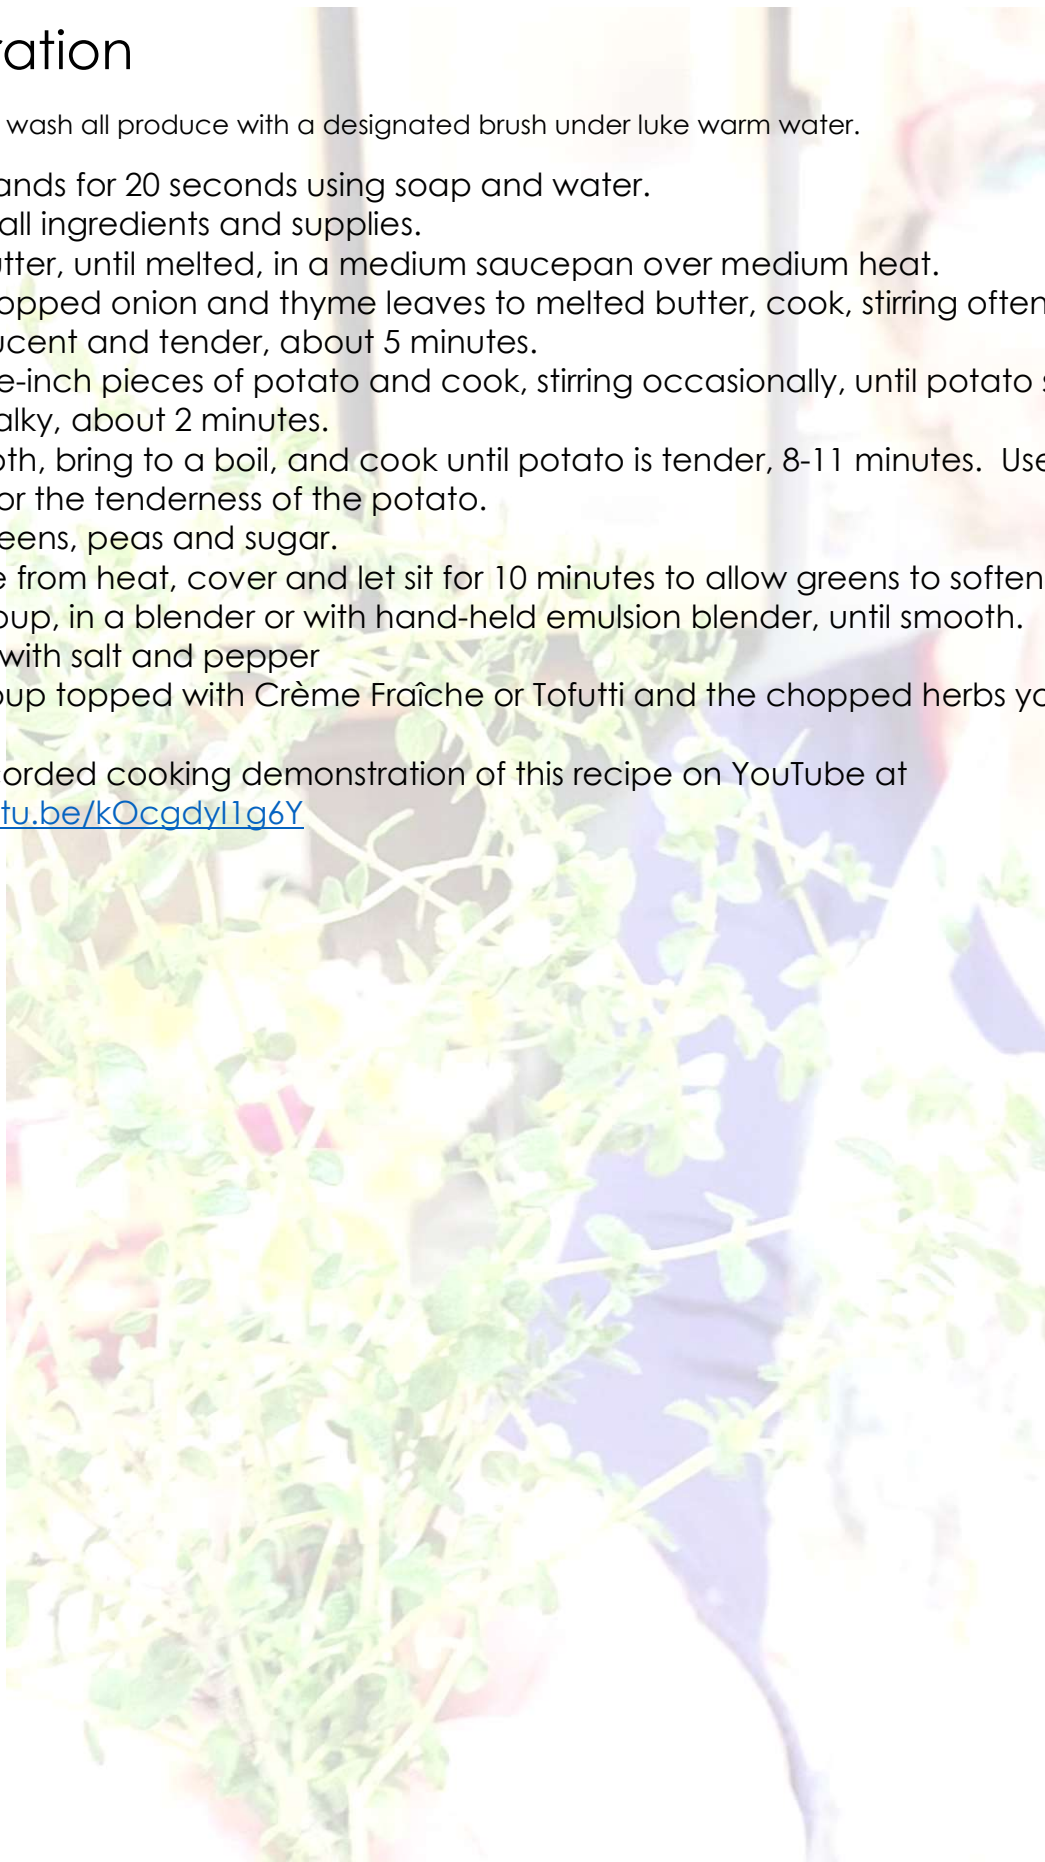 ration
wash all produce with a designated brush under luke warm water.
ands for 20 seconds using soap and water.
all ingredients and supplies.
utter, until melted, in a medium saucepan over medium heat.
opped onion and thyme leaves to melted butter, cook, stirring often
ucent and tender, about 5 minutes.
e-inch pieces of potato and cook, stirring occasionally, until potato s
alky, about 2 minutes.
oth, bring to a boil, and cook until potato is tender, 8-11 minutes. Use
or the tenderness of the potato.
eens, peas and sugar.
e from heat, cover and let sit for 10 minutes to allow greens to soften
oup, in a blender or with hand-held emulsion blender, until smooth.
with salt and pepper
oup topped with Crème Fraîche or Tofutti and the chopped herbs yo
orded cooking demonstration of this recipe on YouTube at
tu.be/kOcgdyI1g6Y